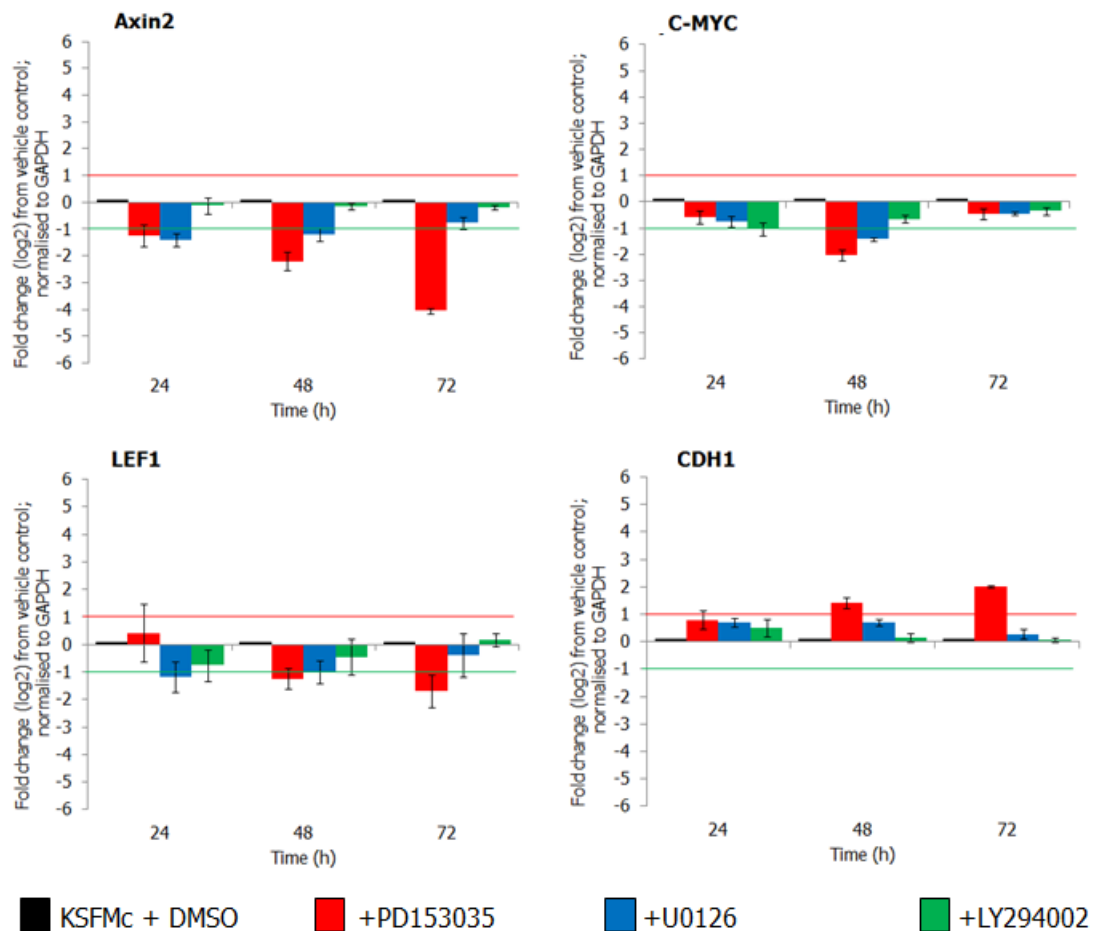 Axin2
Fold change (log2) from vehicle control;
normalised to GAPDH
6
5
4
3
2
1
0
-1
-2
-3
-4
-5
-6
24 48 72
Time (h)
C-MYC
Fold change (log2) from vehicle control;
normalised to GAPDH
6
5
4
3
2
1
0
-1
-2
-3
-4
-5
-6
24 48 72
Time (h)
LEF1
Fold change (log2) from vehicle control;
normalised to GAPDH
6
5
4
3
2
1
0
-1
-2
-3
-4
-5
-6
24 48 72
Time (h)
CDH1
Fold change (log2) from vehicle control;
normalised to GAPDH
6
5
4
3
2
1
0
-1
-2
-3
-4
-5
-6
24 48 72
Time (h)
KSFMc + DMSO +PD153035 +U0126 +LY294002